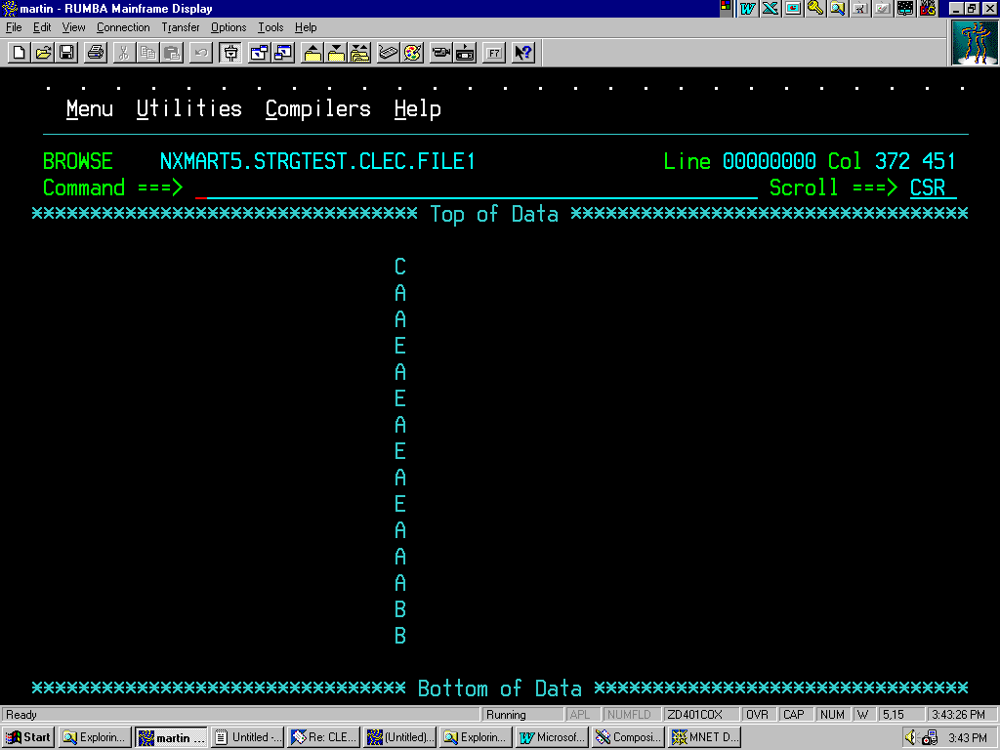 martin - RUMBA Mainframe Display
File Edit View Connection Transfer Options Tools Help
F7
Menu Utilities Compilers Help
BROWSE NXMART5.STRGTEST.CLEC.FILE1 Line 00000000 Col 372 451
Command ===> _ Scroll ===> CSR
********************************* Top of Data **********************************
C
A
A
E
A
E
A
E
A
E
A
A
A
B
B
******************************** Bottom of Data ********************************
Ready Running APL NUMFLD ZD401COX OVR CAP NUM W 5,15 3:43:26 PM
Start Explorin... martin ... Untitled -... Re: CLE... (Untitled)... Explorin... Microsof... Composi... MNET D... 3:43 PM